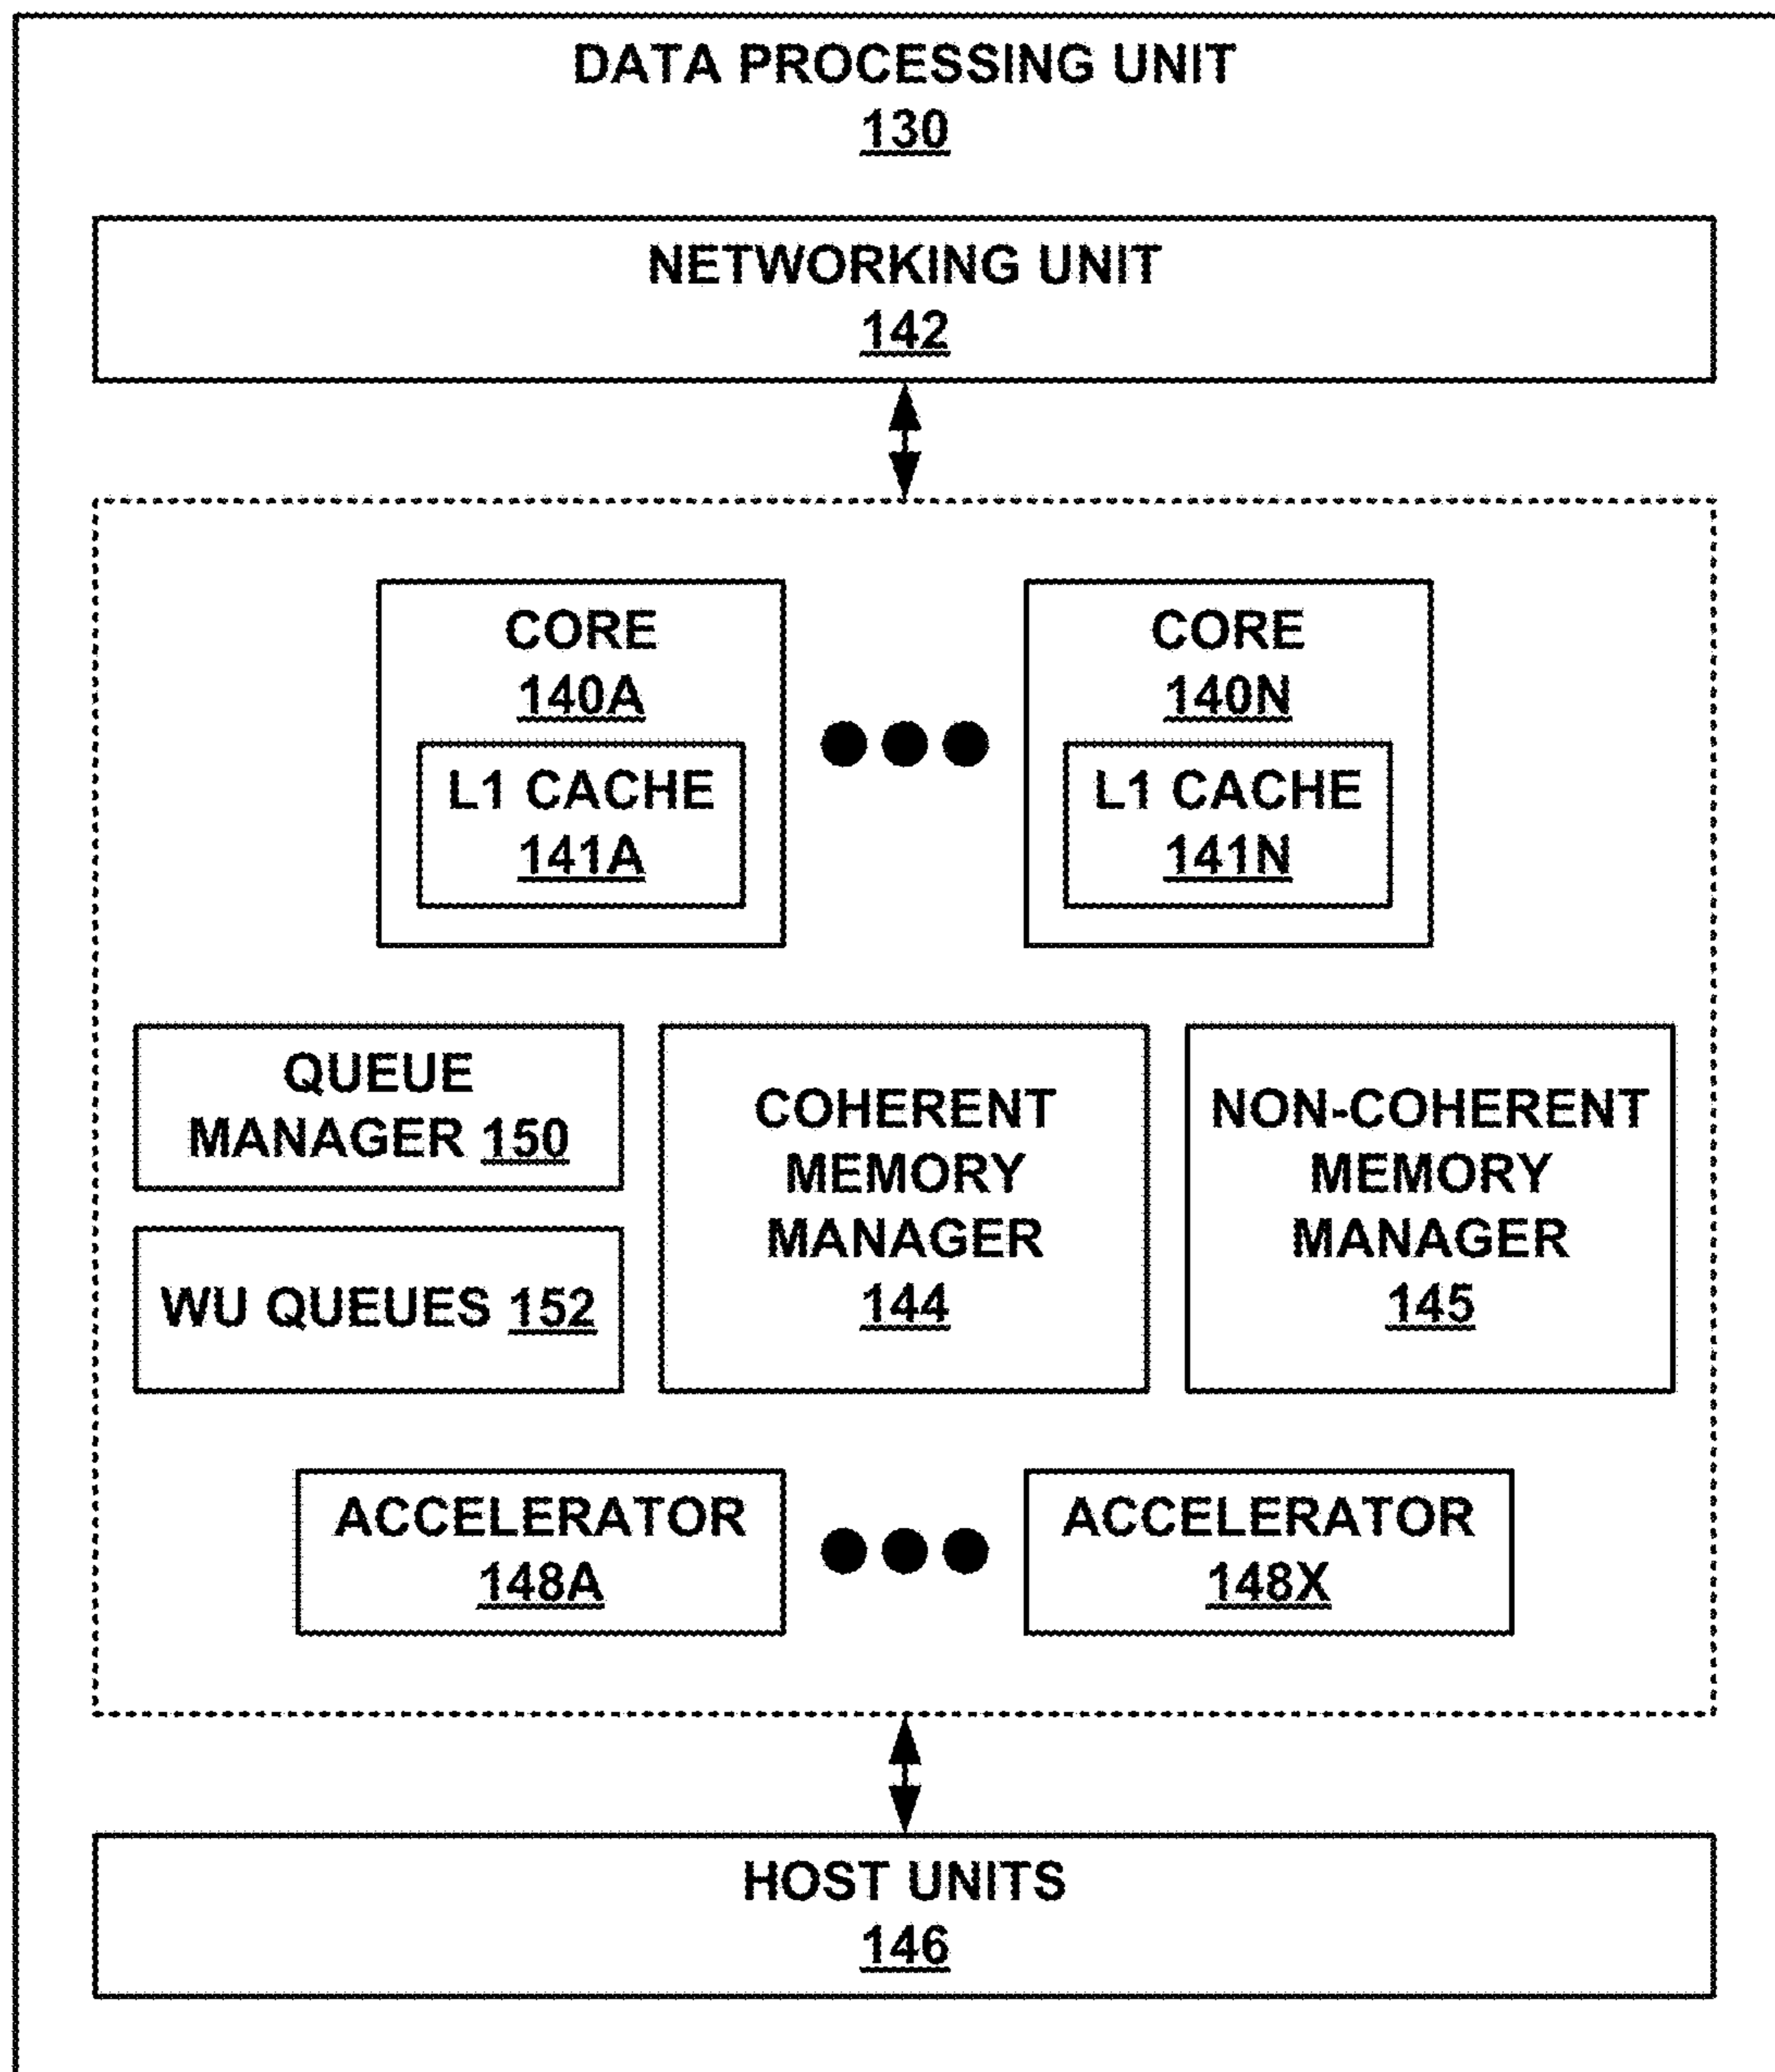 DATA PROCESSING UNIT
130
NETWORKING UNIT
142
CORE
140A
L1 CACHE
141A
CORE
140N
L1 CACHE
141N
QUEUE
MANAGER 150
WU QUEUES 152
COHERENT
MEMORY
MANAGER
144
NON-COHERENT
MEMORY
MANAGER
145
ACCELERATOR
148A
ACCELERATOR
148X
HOST UNITS
146